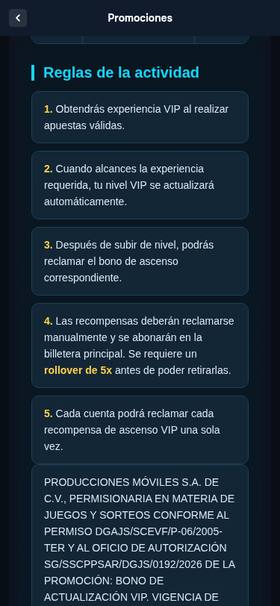 Promociones
Reglas de la actividad
1. Obtendrás experiencia VIP al realizar
apuestas válidas.
2. Cuando alcances la experiencia
requerida, tu nivel VIP se actualizará
automáticamente.
3. Después de subir de nivel, podrás
reclamar el bono de ascenso
correspondiente.
4. Las recompensas deberán reclamarse
manualmente y se abonarán en la
billetera principal. Se requiere un
rollover de 5x antes de poder retirarlas.
5. Cada cuenta podrá reclamar cada
recompensa de ascenso VIP una sola
vez.
PRODUCCIONES MÓVILES S.A. DE
C.V., PERMISIONARIA EN MATERIA DE
JUEGOS Y SORTEOS CONFORME AL
PERMISO DGAJS/SCEVF/P-06/2005-
TER Y AL OFICIO DE AUTORIZACIÓN
SG/SSCPPSAR/DGJS/0192/2026 DE LA
PROMOCIÓN: BONO DE
ACTUALIZACIÓN VIP. VIGENCIA DE